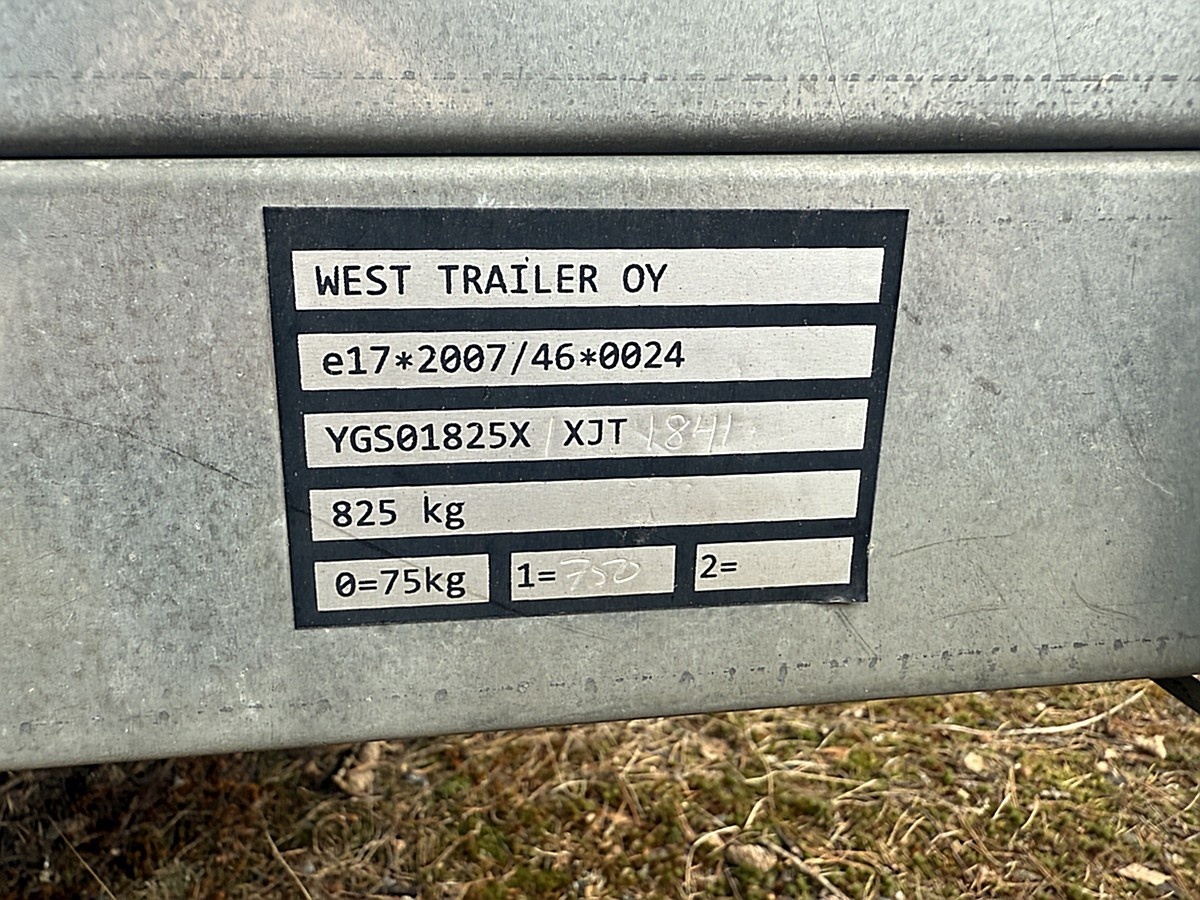 WEST TRAILER OY
e17*2007/46*0024
YGS01825X XJT 1841
825 kg
0=75kg 1=750 2=